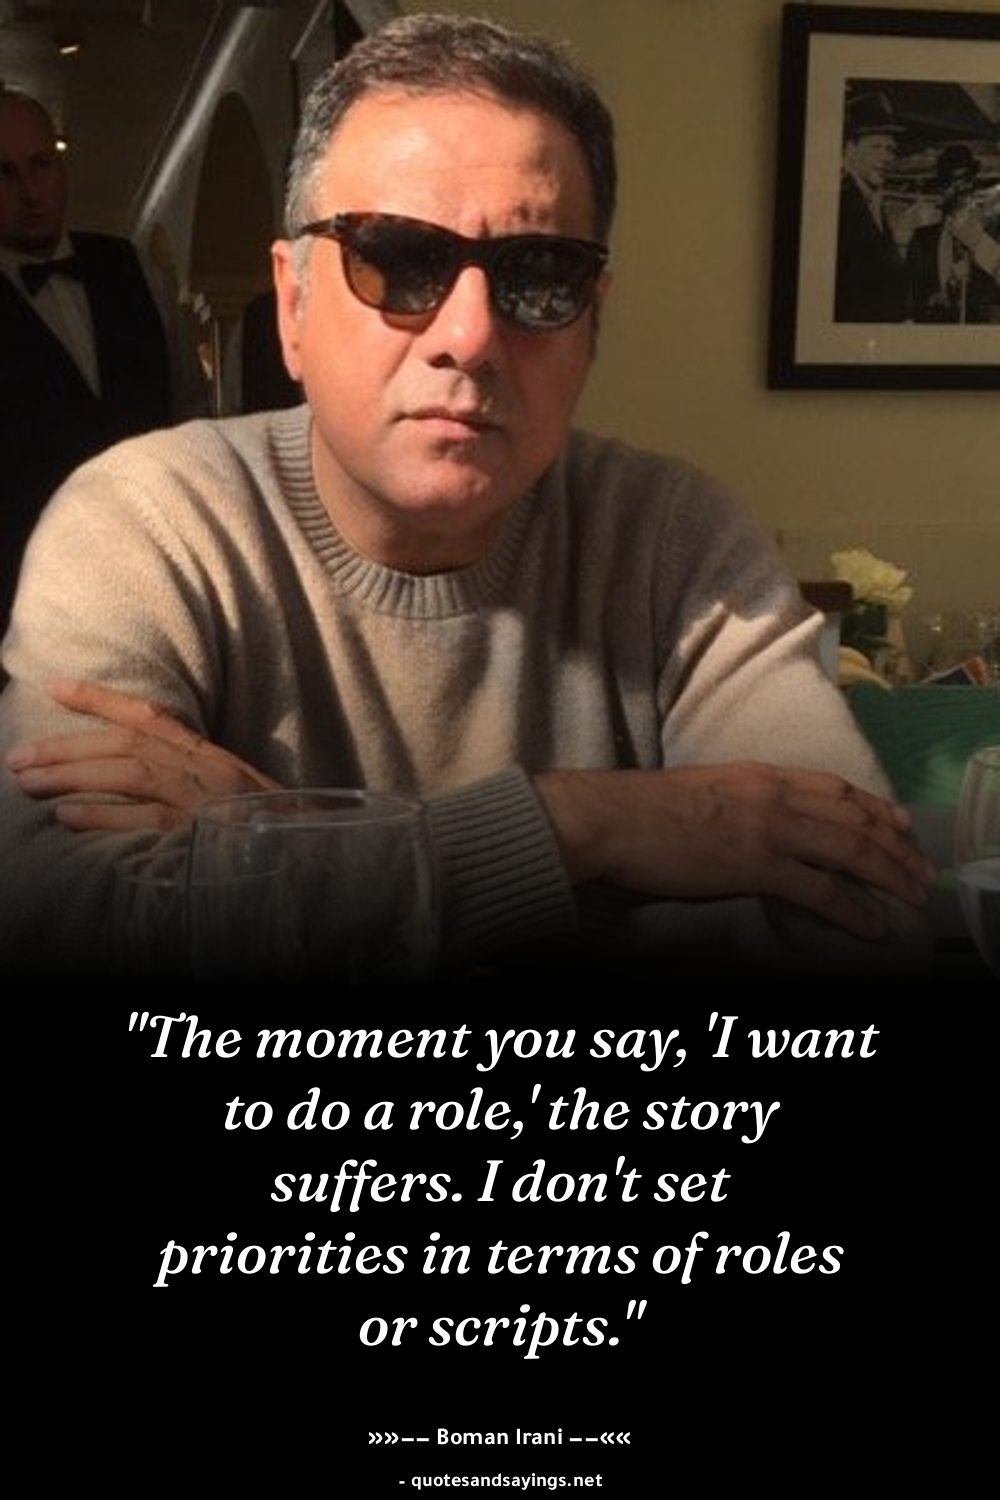 "The moment you say, 'I want
to do a role,' the story
suffers. I don't set
priorities in terms of roles
or scripts."
»»–– Boman Irani ––««
- quotesandsayings.net